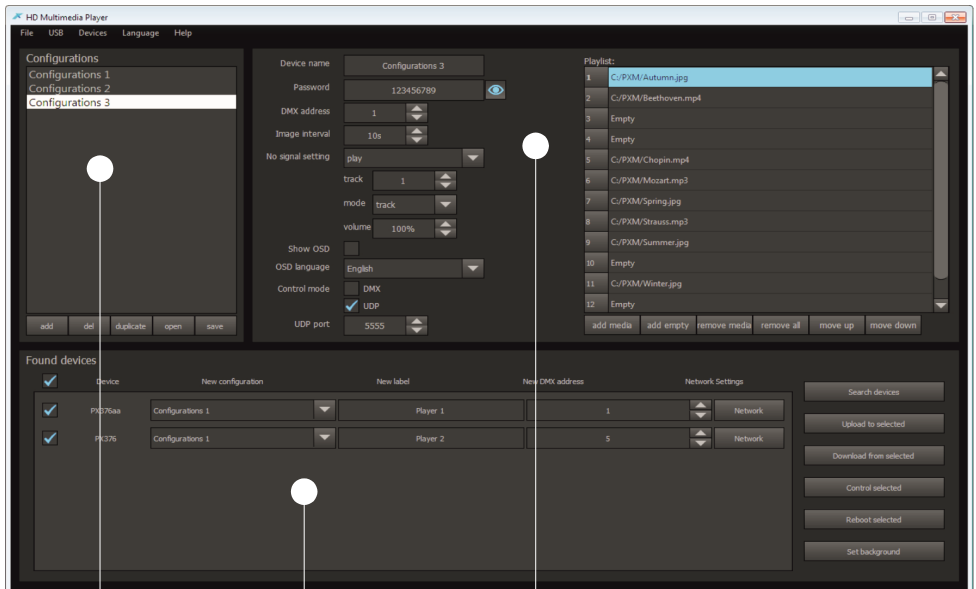 HD Multimedia Player
File USB Devices Language Help
Configurations
Configurations 1
Configurations 2
Configurations 3
add del duplicate open save
Device name Configurations 3
Password 123456789
DMX address 1
Image interval 10s
No signal setting play
track 1
mode track
volume 100%
Show OSD
OSD language English
Control mode DMX
UDP
UDP port 5555
Playlist:
1 C:/PXM/Autumn.jpg
2 C:/PXM/Beethoven.mp4
3 Empty
4 Empty
5 C:/PXM/Chopin.mp4
6 C:/PXM/Mozart.mp3
7 C:/PXM/Spring.jpg
8 C:/PXM/Strauss.mp3
9 C:/PXM/Summer.jpg
10 Empty
11 C:/PXM/Winter.jpg
12 Empty
add media add empty remove media remove all move up move down
Found devices
Device New configuration New label New DMX address Network Settings
PX376aa Configurations 1 Player 1 1 Network
PX376 Configurations 1 Player 2 5 Network
Search devices
Upload to selected
Download from selected
Control selected
Reboot selected
Set background